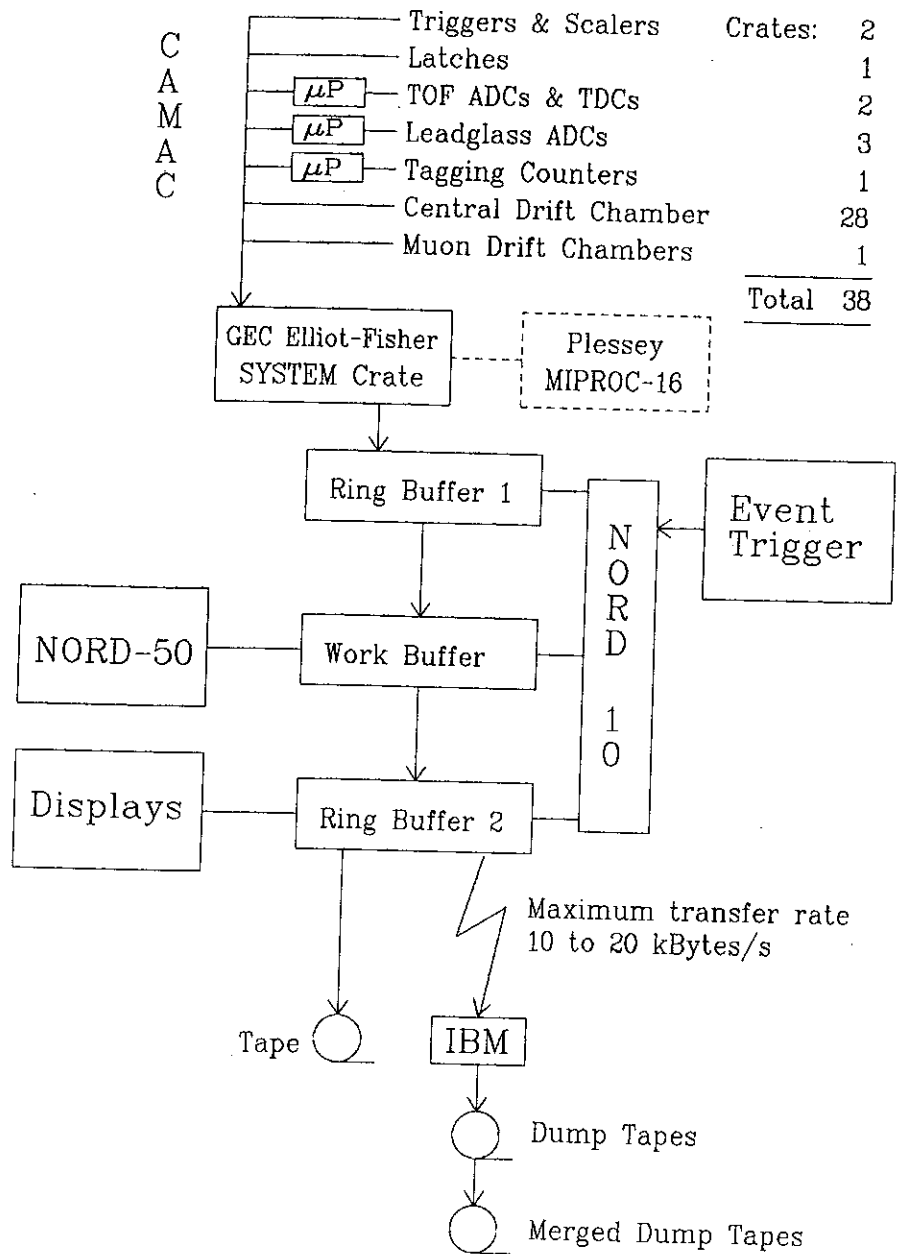 CAMAC
Triggers & Scalers Crates: 2
Latches 1
μP TOF ADCs & TDCs 2
μP Leadglass ADCs 3
μP Tagging Counters 1
Central Drift Chamber 28
Muon Drift Chambers 1
Total 38
GEC Elliot-Fisher
SYSTEM Crate
Plessey
MIPROC-16
Ring Buffer 1
NORD 10
Event
Trigger
NORD-50
Work Buffer
Displays
Ring Buffer 2
Maximum transfer rate
10 to 20 kBytes/s
Tape
IBM
Dump Tapes
Merged Dump Tapes